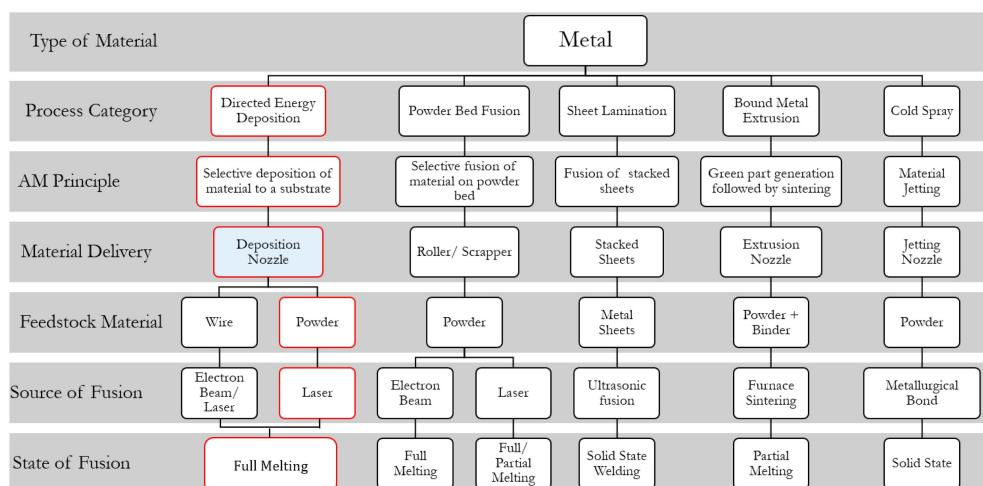 Type of Material
Metal
Process Category
Directed Energy
Deposition
Powder Bed Fusion
Sheet Lamination
Bound Metal
Extrusion
Cold Spray
AM Principle
Selective deposition of
material to a substrate
Selective fusion of
material on powder
bed
Fusion of stacked
sheets
Green part generation
followed by sintering
Material
Jetting
Material Delivery
Deposition
Nozzle
Roller/ Scrapper
Stacked
Sheets
Extrusion
Nozzle
Jetting
Nozzle
Feedstock Material
Wire
Powder
Powder
Metal
Sheets
Powder +
Binder
Powder
Source of Fusion
Electron
Beam/
Laser
Laser
Electron
Beam
Laser
Ultrasonic
fusion
Furnace
Sintering
Metallurgical
Bond
State of Fusion
Full Melting
Full
Melting
Full/
Partial
Melting
Solid State
Welding
Partial
Melting
Solid State